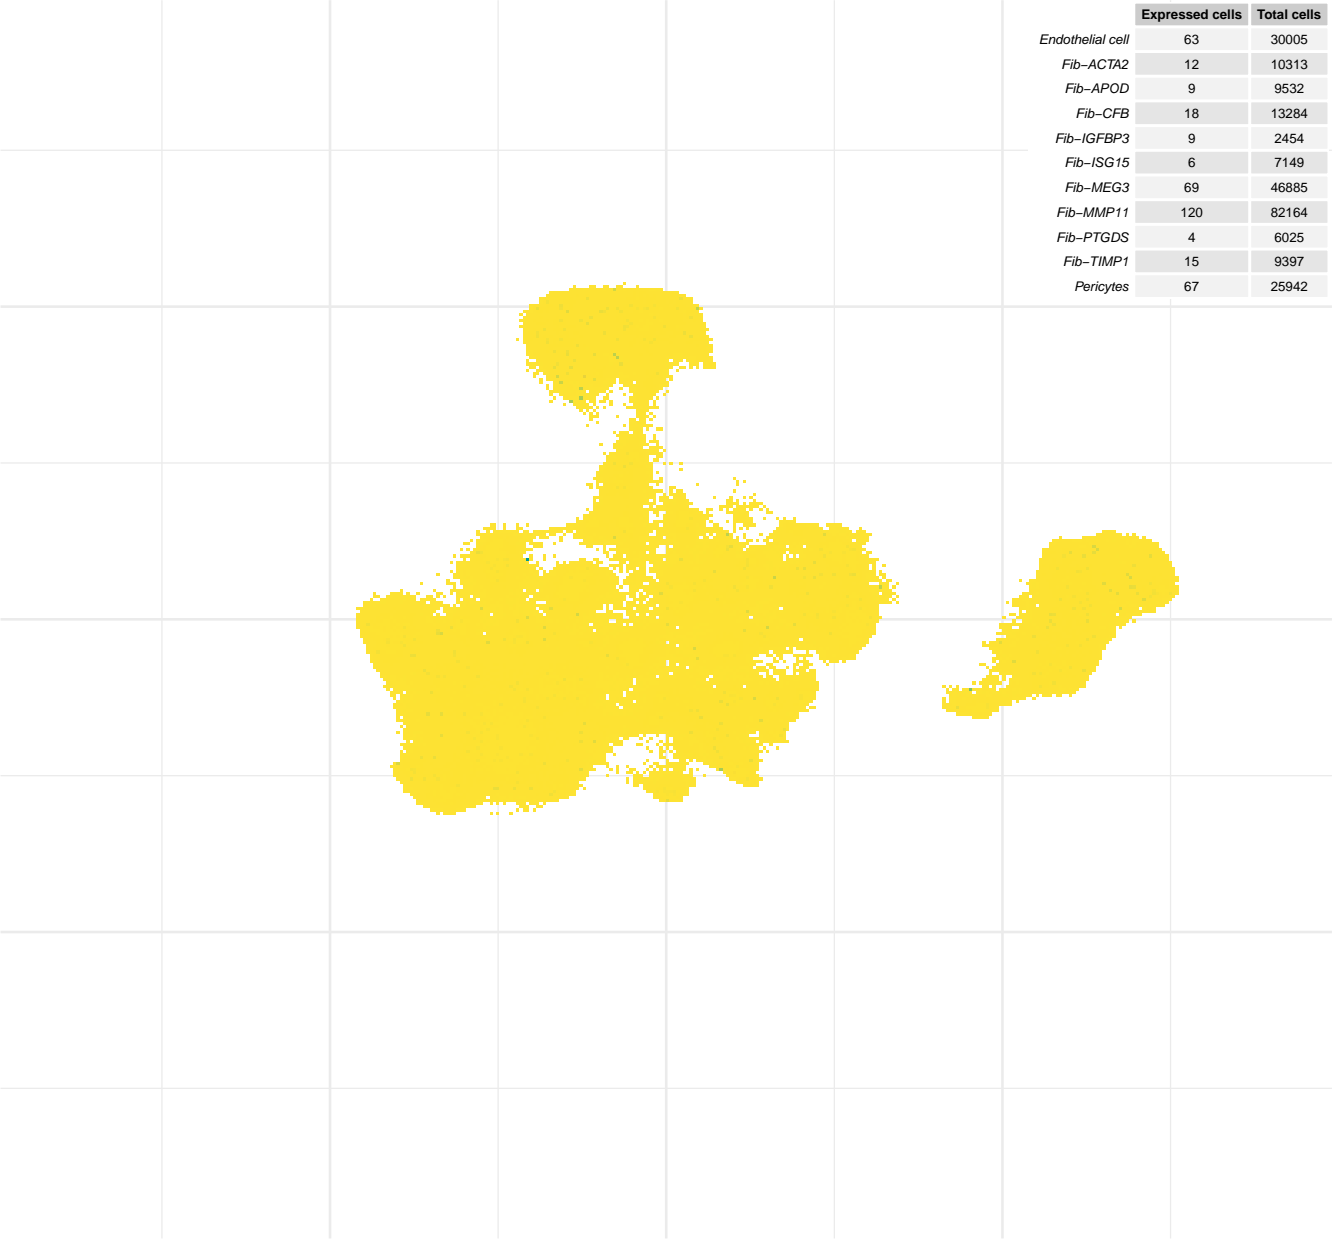 Expressed cells Total cells
Endothelial cell 63 30005
Fib−ACTA2 12 10313
Fib−APOD 9 9532
Fib−CFB 18 13284
Fib−IGFBP3 9 2454
Fib−ISG15 6 7149
Fib−MEG3 69 46885
Fib−MMP11 120 82164
Fib−PTGDS 4 6025
Fib−TIMP1 15 9397
Pericytes 67 25942